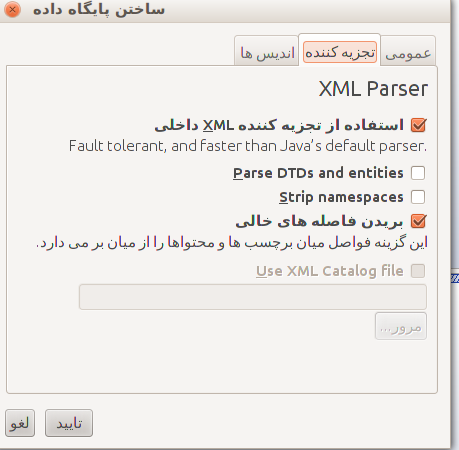 ساختن پایگاه داده
عمومی
تجزیه کننده
اندیس ها
XML Parser
استفاده از تجزیه کننده XML داخلی
Fault tolerant, and faster than Java's default parser.
Parse DTDs and entities
Strip namespaces
بریدن فاصله های خالی
این گزینه فواصل میان برچسب ها و محتواها را از میان بر می دارد.
Use XML Catalog file
مرور...
تایید
لغو